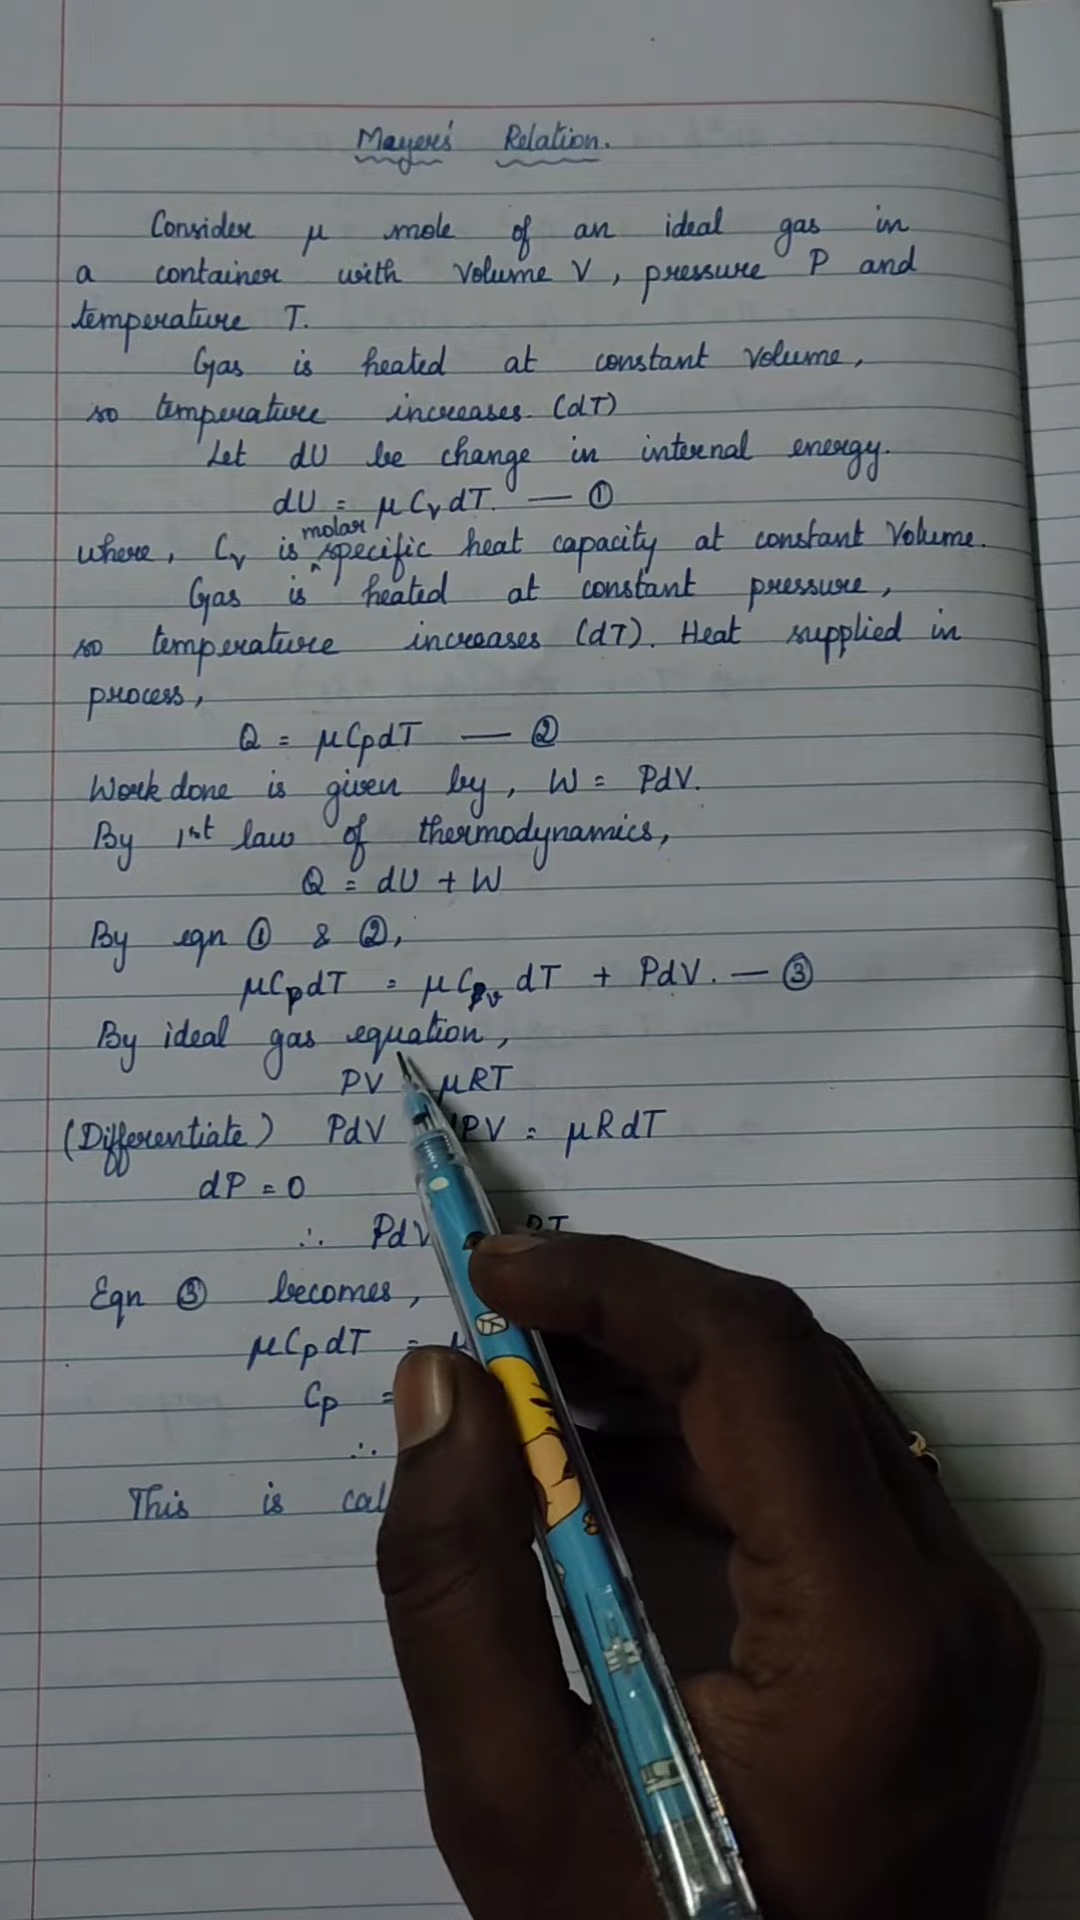 Mayer's Relation.
Consider μ mole of an ideal gas in
a container with volume V, pressure P and
temperature T.
Gas is heated at constant volume,
so temperature increases. (dT)
Let dU be change in internal energy.
dU = μCvdT. — ①
where, Cv is molar specific heat capacity at constant Volume.
Gas is heated at constant pressure,
so temperature increases (dT). Heat supplied in
process,
Q = μCpdT — ②
Work done is given by, W = PdV.
By 1st law of thermodynamics,
Q = dU + W
By eqn ① & ②,
μCpdT = μCv dT + PdV. — ③
By ideal gas equation,
PV μRT
(Differentiate) PdV PV = μRdT
dP = 0
∴ PdV
Eqn ③ becomes,
μCpdT =
Cp =
∴
This is